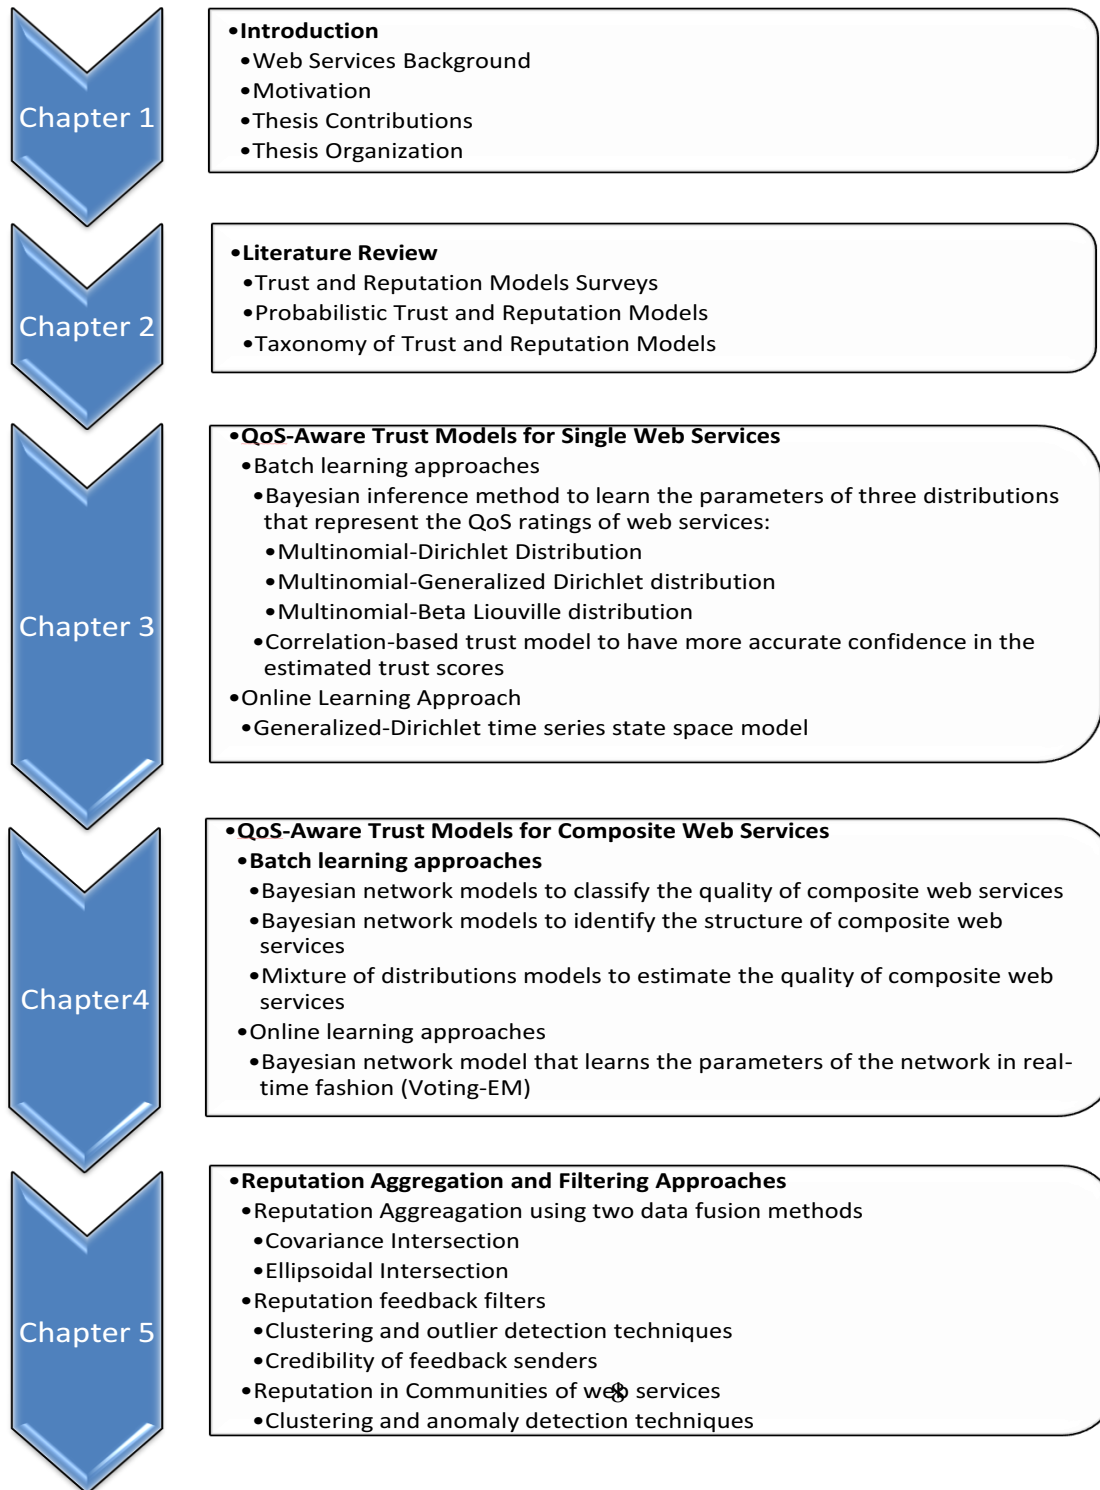 Chapter 1
•Introduction
•Web Services Background
•Motivation
•Thesis Contributions
•Thesis Organization
Chapter 2
•Literature Review
•Trust and Reputation Models Surveys
•Probabilistic Trust and Reputation Models
•Taxonomy of Trust and Reputation Models
Chapter 3
•QoS-Aware Trust Models for Single Web Services
•Batch learning approaches
•Bayesian inference method to learn the parameters of three distributions
that represent the QoS ratings of web services:
•Multinomial-Dirichlet Distribution
•Multinomial-Generalized Dirichlet distribution
•Multinomial-Beta Liouville distribution
•Correlation-based trust model to have more accurate confidence in the
estimated trust scores
•Online Learning Approach
•Generalized-Dirichlet time series state space model
Chapter4
•QoS-Aware Trust Models for Composite Web Services
•Batch learning approaches
•Bayesian network models to classify the quality of composite web services
•Bayesian network models to identify the structure of composite web
services
•Mixture of distributions models to estimate the quality of composite web
services
•Online learning approaches
•Bayesian network model that learns the parameters of the network in real-
time fashion (Voting-EM)
Chapter 5
•Reputation Aggregation and Filtering Approaches
•Reputation Aggreagation using two data fusion methods
•Covariance Intersection
•Ellipsoidal Intersection
•Reputation feedback filters
•Clustering and outlier detection techniques
•Credibility of feedback senders
•Reputation in Communities of web services
8
•Clustering and anomaly detection techniques